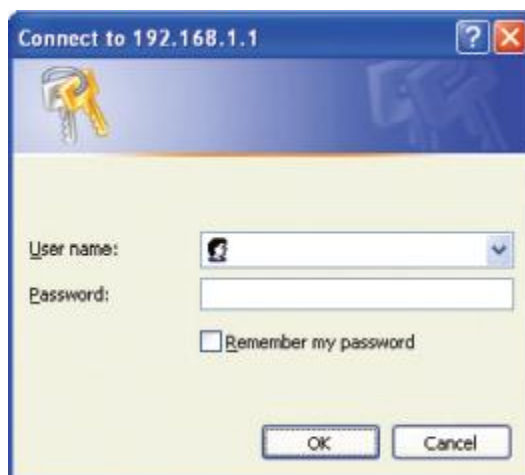 Connect to 192.168.1.1
User name:
Password:
Remember my password
OK Cancel